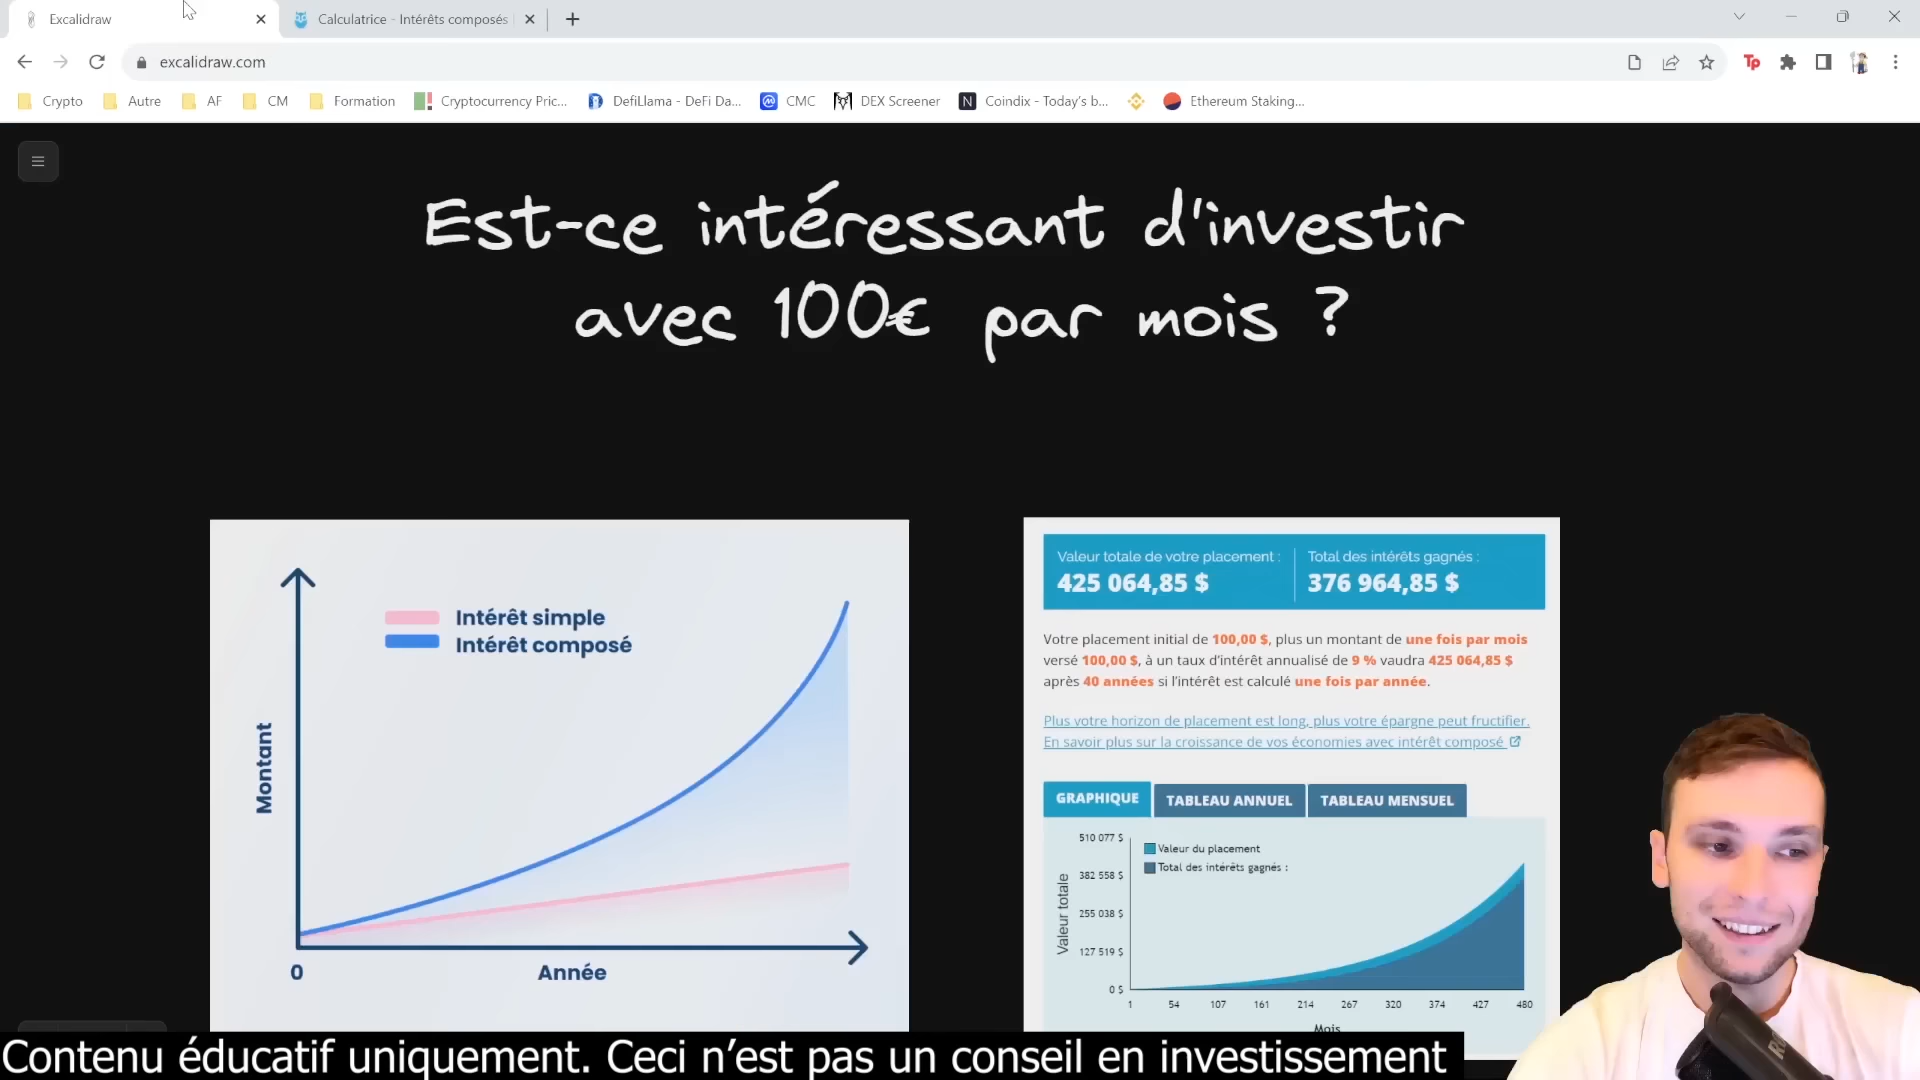 Excalidraw
Calculatrice - Intérêts composés
excalidraw.com
Tp
Crypto
Autre
AF
CM
Formation
Cryptocurrency Pric...
DefiLlama - DeFi Da...
CMC
DEX Screener
N
Coindix - Today's b...
Ethereum Staking...
Est-ce intéressant d'investir
avec 100€ par mois ?
Intérêt simple
Intérêt composé
Montant
0
Année
Valeur totale de votre placement :
425 064,85 $
Total des intérêts gagnés :
376 964,85 $
Votre placement initial de 100,00 $, plus un montant de une fois par mois
versé 100,00 $, à un taux d'intérêt annualisé de 9 % vaudra 425 064,85 $
après 40 années si l'intérêt est calculé une fois par année.
Plus votre horizon de placement est long, plus votre épargne peut fructifier.
En savoir plus sur la croissance de vos économies avec intérêt composé
GRAPHIQUE
TABLEAU ANNUEL
TABLEAU MENSUEL
Valeur du placement
Total des intérêts gagnés :
Valeur totale
510 077 $
382 558 $
255 038 $
127 519 $
0 $
1 54 107 161 214 267 320 374 427 480
Mois
Contenu éducatif uniquement. Ceci n'est pas un conseil en investissement